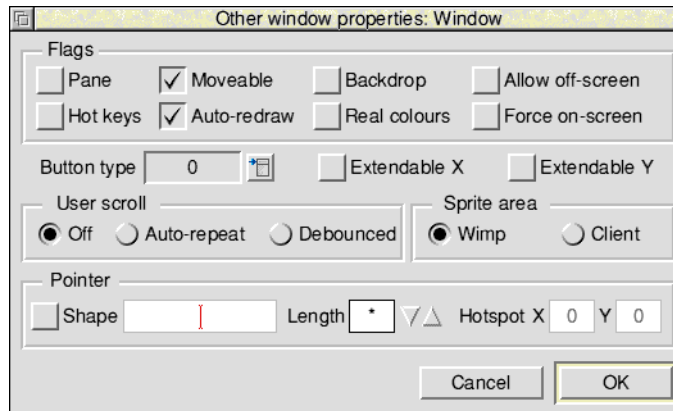 Other window properties: Window
Flags
Pane Moveable Backdrop Allow off-screen
Hot keys Auto-redraw Real colours Force on-screen
Button type 0 Extendable X Extendable Y
User scroll Sprite area
Off Auto-repeat Debounced Wimp Client
Pointer
Shape Length * Hotspot X 0 Y 0
Cancel OK